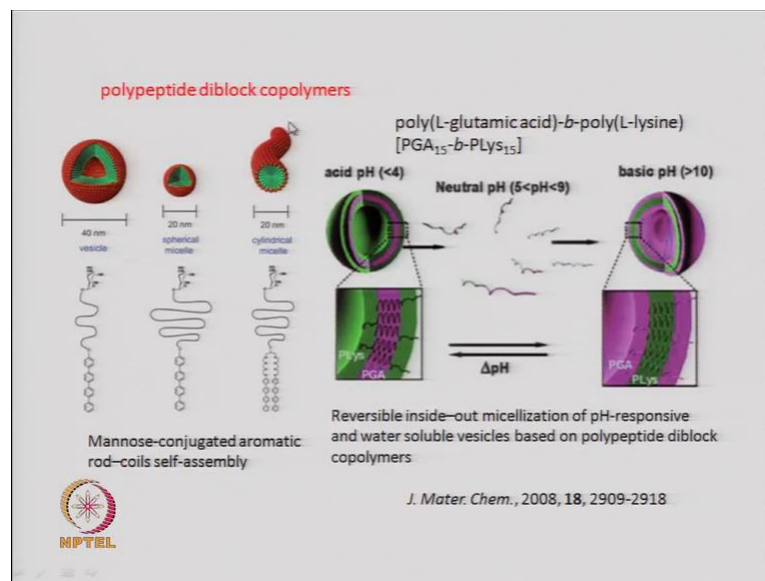 polypeptide diblock copolymers
40 nm
vesicle
20 nm
spherical
micelle
20 nm
cylindrical
micelle
Mannose-conjugated aromatic
rod–coils self-assembly
poly(L-glutamic acid)-b-poly(L-lysine)
[PGA15-b-PLys15]
acid pH (<4)
Neutral pH (5<pH<9)
basic pH (>10)
PLys
PGA
ΔpH
PGA
PLys
Reversible inside–out micellization of pH-responsive
and water soluble vesicles based on polypeptide diblock
copolymers
J. Mater. Chem., 2008, 18, 2909-2918
NPTEL